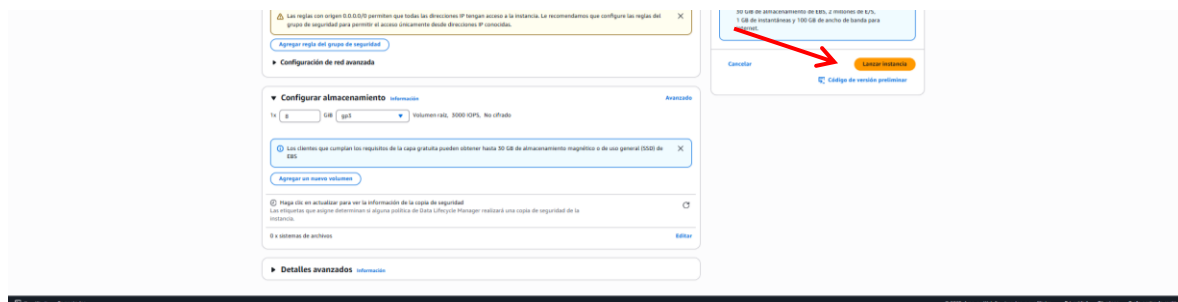 Las reglas con origen 0.0.0.0/0 permiten que todas las direcciones IP tengan acceso a la instancia. Le recomendamos que configure las reglas del
grupo de seguridad para permitir el acceso únicamente desde direcciones IP conocidas.
Agregar regla del grupo de seguridad
Configuración de red avanzada
30 GiB de almacenamiento de EBS, 2 millones de E/S,
1 GB de instantáneas y 100 GB de ancho de banda para
Internet.
Cancelar
Lanzar instancia
Código de versión preliminar
Configurar almacenamiento Información
Avanzado
1x 8 GiB gp3 Volumen raíz, 3000 IOPS, No cifrado
Los clientes que cumplan los requisitos de la capa gratuita pueden obtener hasta 30 GB de almacenamiento magnético o de uso general (SSD) de
EBS
Agregar un nuevo volumen
Haga clic en actualizar para ver la información de la copia de seguridad
Las etiquetas que asigne determinan si alguna política de Data Lifecycle Manager realizará una copia de seguridad de la
instancia.
0 x sistemas de archivos
Editar
Detalles avanzados Información